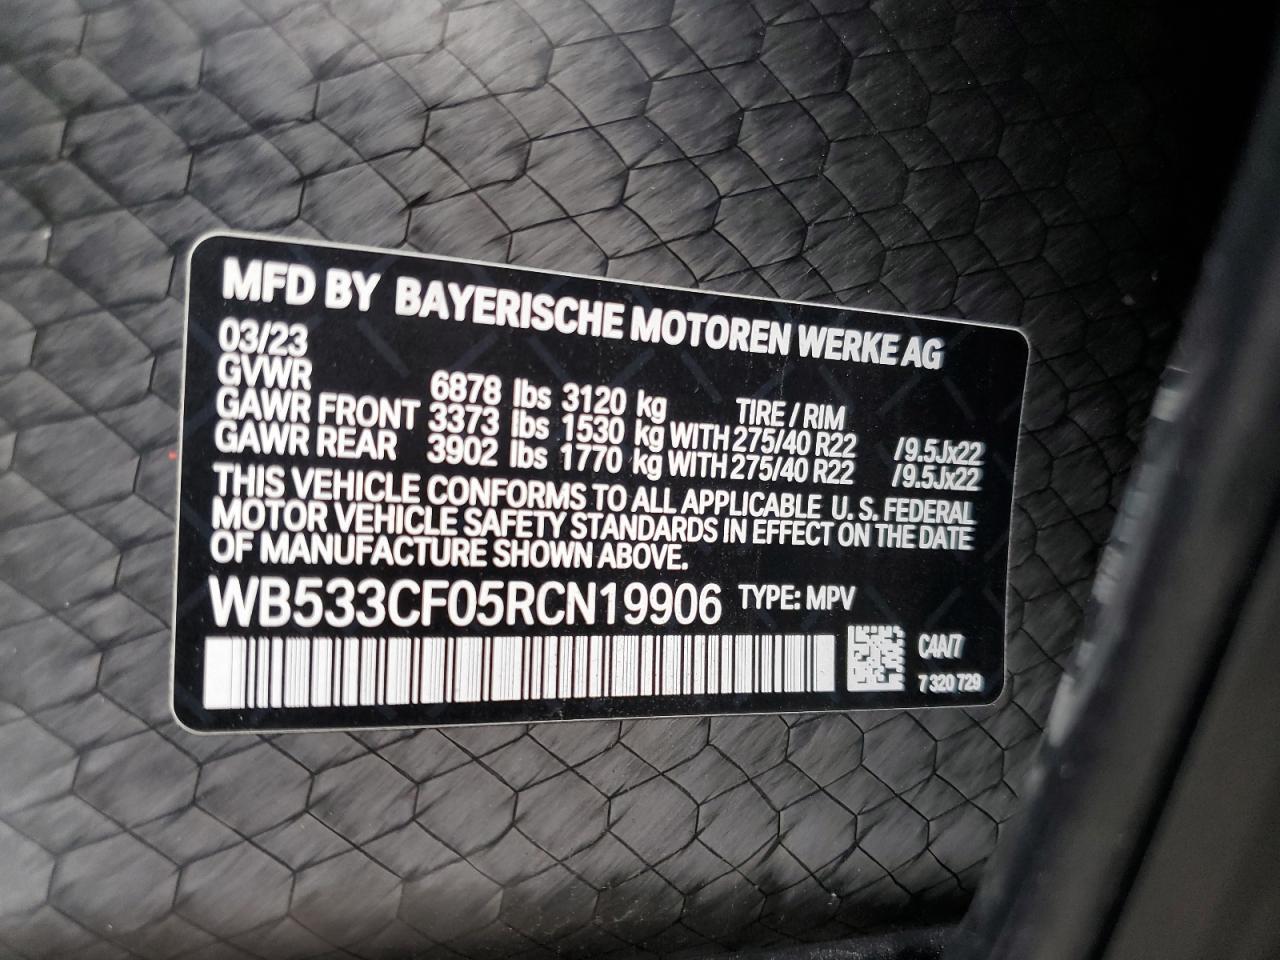 MFD BY BAYERISCHE MOTOREN WERKE AG
03/23
GVWR 6878 lbs 3120 kg TIRE / RIM
GAWR FRONT 3373 lbs 1530 kg WITH 275/40 R22 /9.5Jx22
GAWR REAR 3902 lbs 1770 kg WITH 275/40 R22 /9.5Jx22
THIS VEHICLE CONFORMS TO ALL APPLICABLE U. S. FEDERAL
MOTOR VEHICLE SAFETY STANDARDS IN EFFECT ON THE DATE
OF MANUFACTURE SHOWN ABOVE.
WB533CF05RCN19906 TYPE: MPV
C4A/7
7 320 729